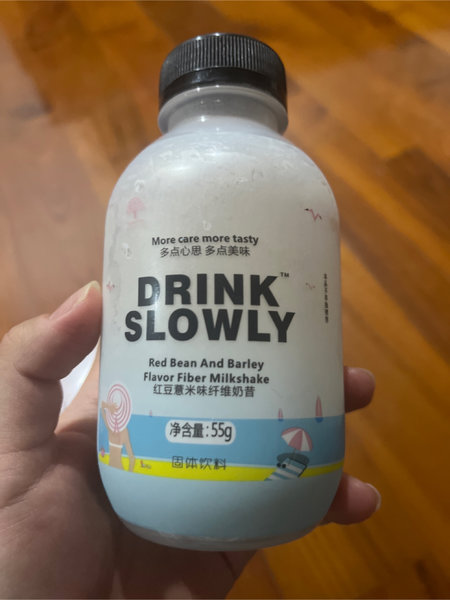 More care more tasty
多点心思 多点美味
DRINK™
SLOWLY
Red Bean And Barley
Flavor Fiber Milkshake
红豆薏米味纤维奶昔
净含量:55g
固体饮料